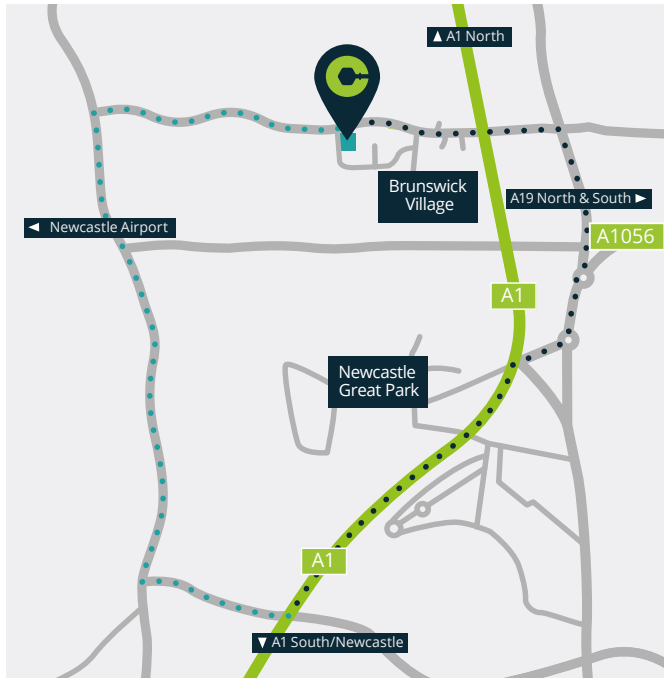 ▲ A1 North
Brunswick
Village
A19 North & South ►
◄ Newcastle Airport
A1056
A1
Newcastle
Great Park
A1
▼ A1 South/Newcastle